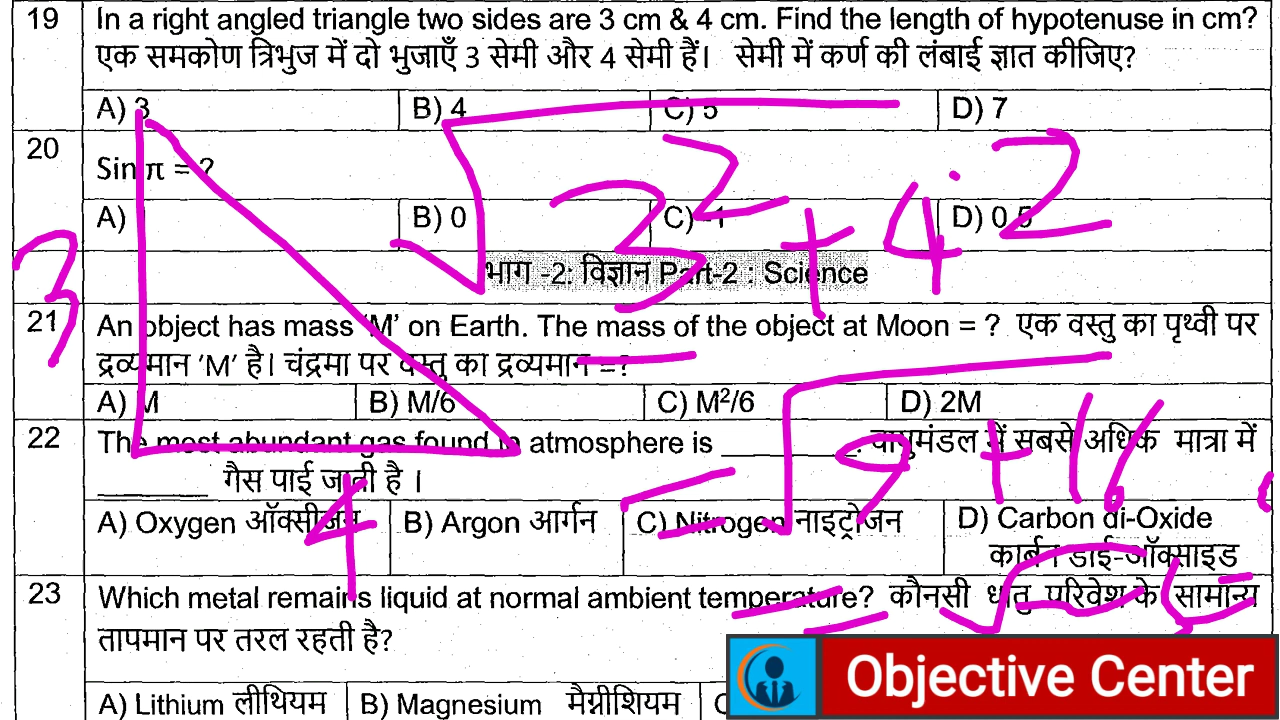 19 In a right angled triangle two sides are 3 cm & 4 cm. Find the length of hypotenuse in cm?
एक समकोण त्रिभुज में दो भुजाएँ 3 सेमी और 4 सेमी हैं। सेमी में कर्ण की लंबाई ज्ञात कीजिए?
A) 3 B) 4 C) 5 D) 7
20 Sin π = ?
A) B) 0 C) -1 D) 0.5
3² + 4²
3
भाग -2: विज्ञान Part-2 : Science
21 An object has mass 'M' on Earth. The mass of the object at Moon = ? एक वस्तु का पृथ्वी पर
द्रव्यमान 'M' है। चंद्रमा पर वस्तु का द्रव्यमान =?
A) M B) M/6 C) M²/6 D) 2M
22 The most abundant gas found in atmosphere is ________. वायुमंडल में सबसे अधिक मात्रा में
_______ गैस पाई जाती है ।
= √9 + 16
4
A) Oxygen ऑक्सीजन B) Argon आर्गन C) Nitrogen नाइट्रोजन D) Carbon di-Oxide
कार्बन डाई-ऑक्साइड
23 Which metal remains liquid at normal ambient temperature? कौनसी धातु परिवेश के सामान्य
तापमान पर तरल रहती है?
A) Lithium लीथियम B) Magnesium मैग्नीशियम
Objective Center